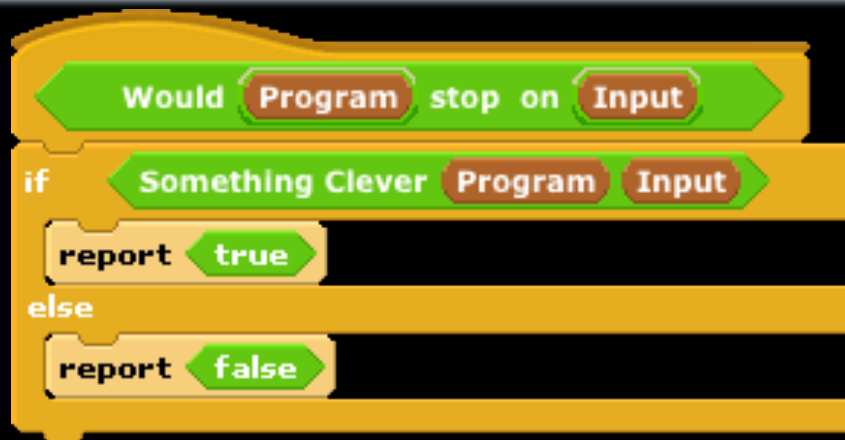 Would Program stop on Input
if Something Clever Program Input
report true
else
report false